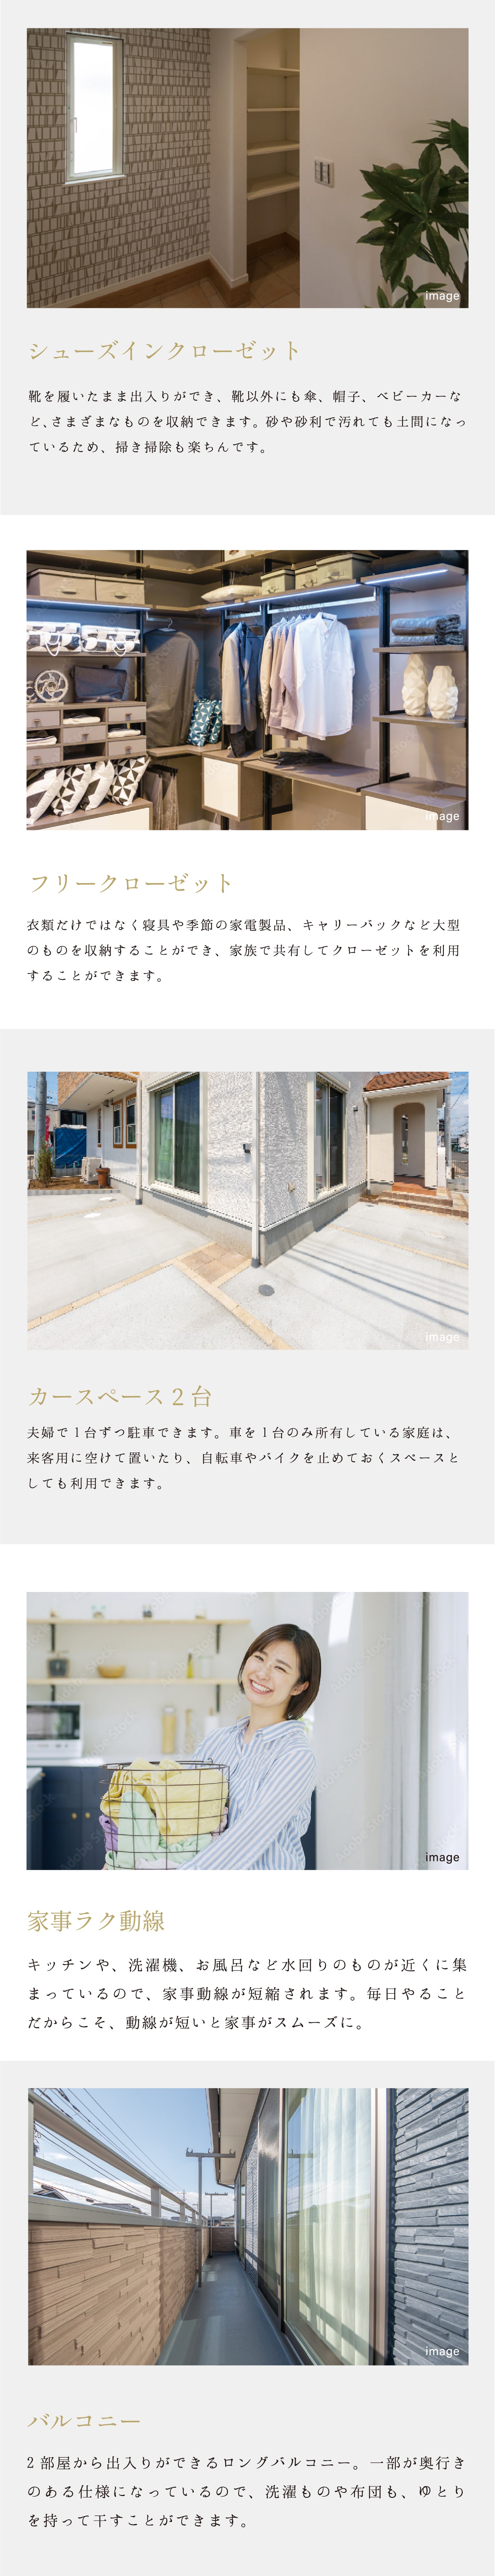 image
シューズインクローゼット
靴を履いたまま出入りができ、靴以外にも傘、帽子、ベビーカーな
ど、さまざまなものを収納できます。砂や砂利で汚れても土間になっ
ているため、掃き掃除も楽ちんです。
image
フリークローゼット
衣類だけではなく寝具や季節の家電製品、キャリーバックなど大型
のものを収納することができ、家族で共有してクローゼットを利用
することができます。
image
カースペース 2 台
夫婦で 1 台ずつ駐車できます。車を 1 台のみ所有している家庭は、
来客用に空けて置いたり、自転車やバイクを止めておくスペースと
しても利用できます。
Adobe Stock
image
家事ラク動線
キッチンや、洗濯機、お風呂など水回りのものが近くに集
まっているので、家事動線が短縮されます。毎日やること
だからこそ、動線が短いと家事がスムーズに。
image
バルコニー
2 部屋から出入りができるロングバルコニー。一部が奥行き
のある仕様になっているので、洗濯ものや布団も、ゆとり
を持って干すことができます。